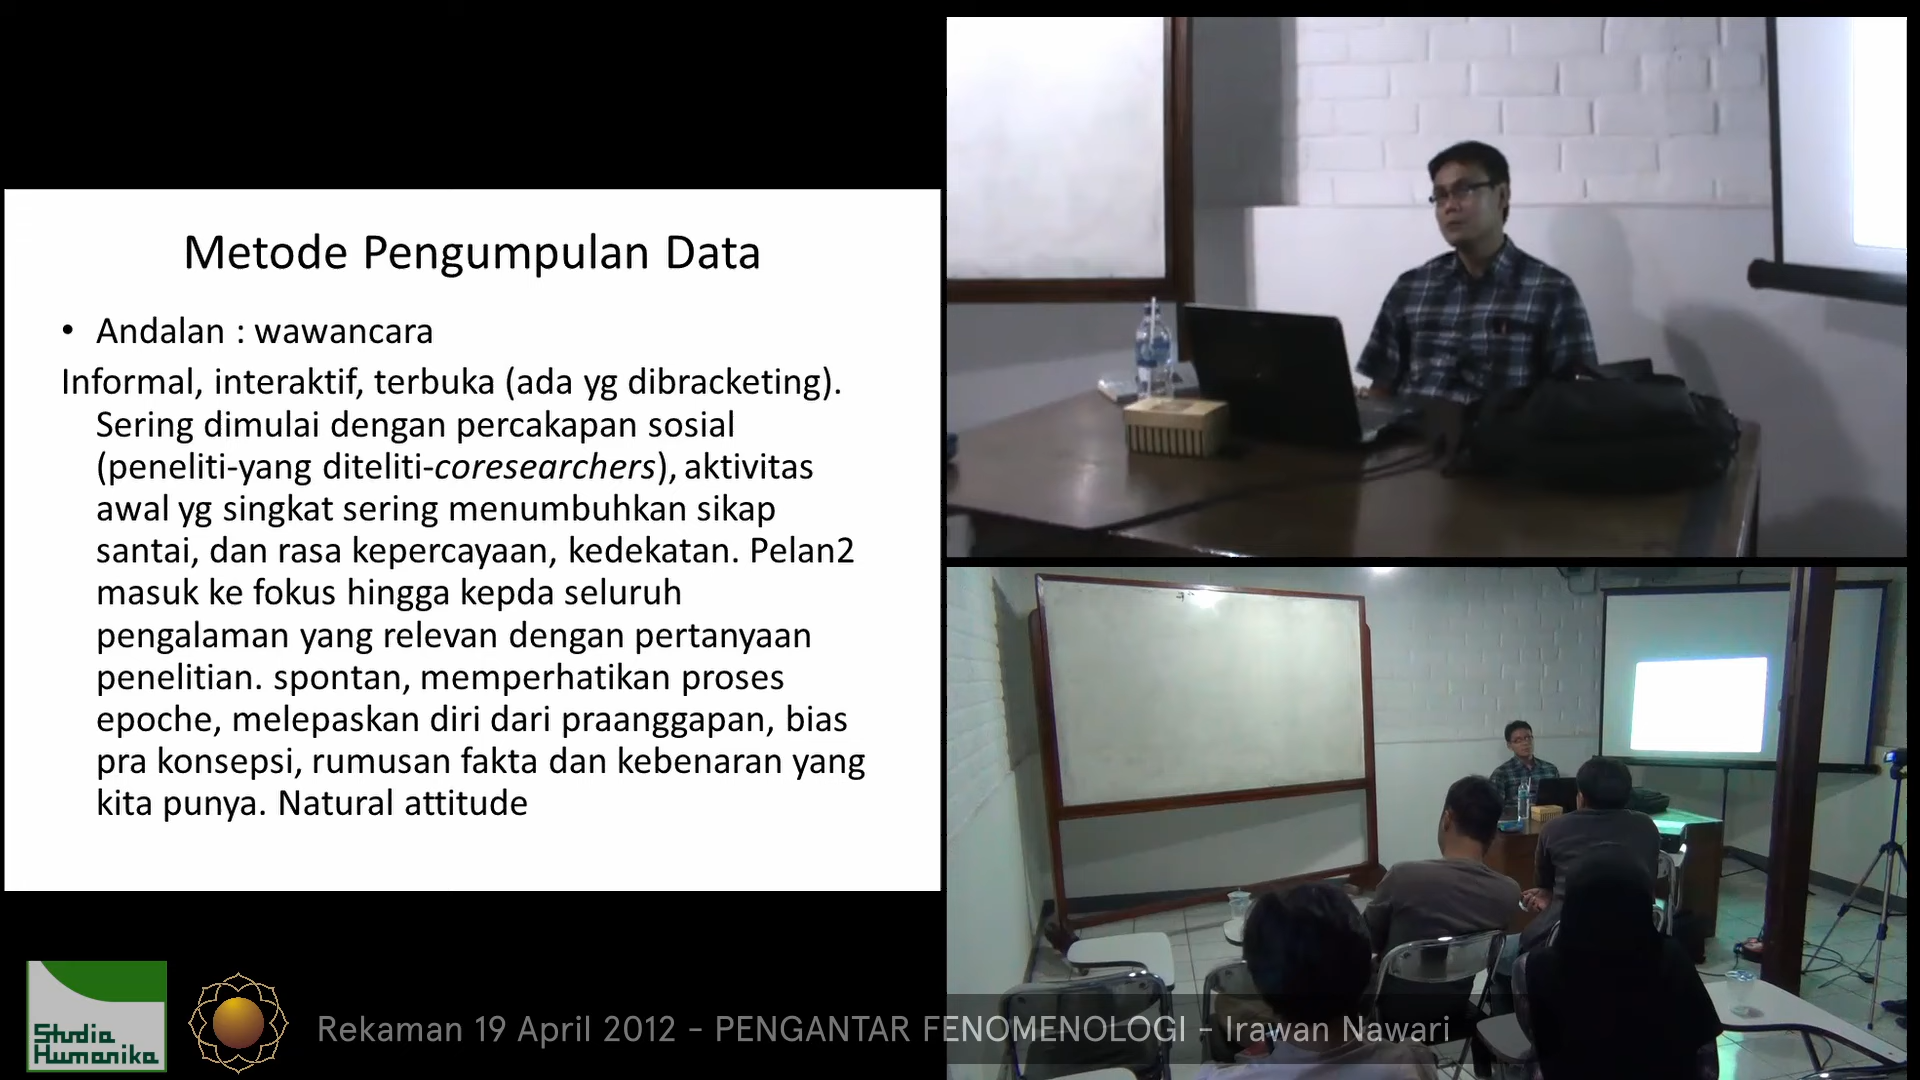 Metode Pengumpulan Data
• Andalan : wawancara
Informal, interaktif, terbuka (ada yg dibracketing).
Sering dimulai dengan percakapan sosial
(peneliti-yang diteliti-coresearchers), aktivitas
awal yg singkat sering menumbuhkan sikap
santai, dan rasa kepercayaan, kedekatan. Pelan2
masuk ke fokus hingga kepda seluruh
pengalaman yang relevan dengan pertanyaan
penelitian. spontan, memperhatikan proses
epoche, melepaskan diri dari praanggapan, bias
pra konsepsi, rumusan fakta dan kebenaran yang
kita punya. Natural attitude
Studia
Humanika
Rekaman 19 April 2012 - PENGANTAR FENOMENOLOGI - Irawan Nawari